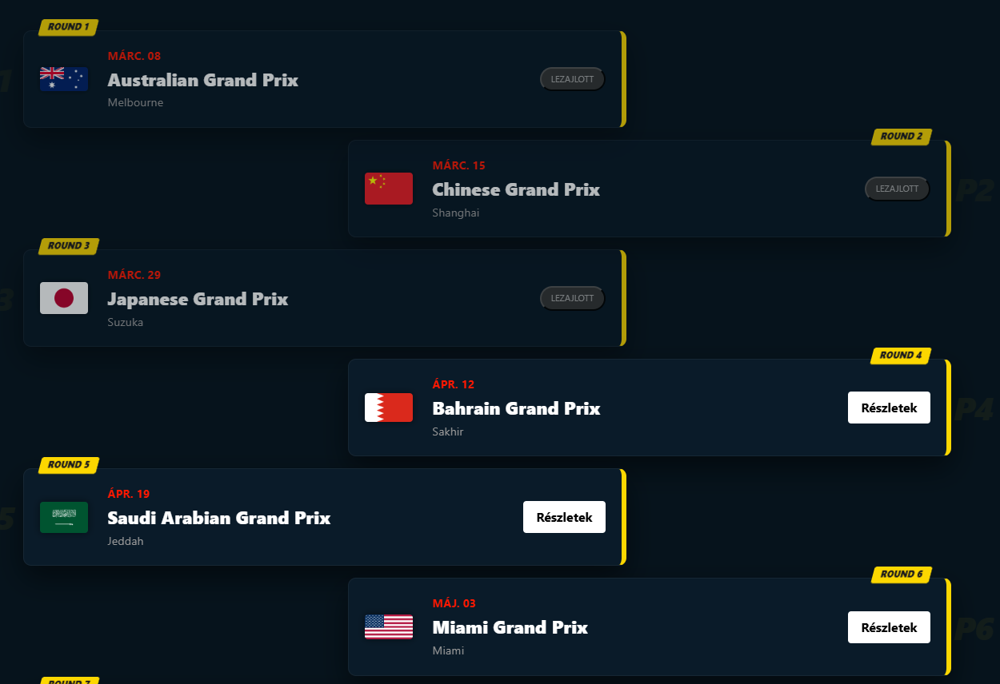 ROUND 1
MÁRC. 08
Australian Grand Prix
Melbourne
LEZAJLOTT
1
ROUND 2
MÁRC. 15
Chinese Grand Prix
Shanghai
LEZAJLOTT
P2
ROUND 3
MÁRC. 29
Japanese Grand Prix
Suzuka
LEZAJLOTT
3
ROUND 4
ÁPR. 12
Bahrain Grand Prix
Sakhir
Részletek
P4
ROUND 5
ÁPR. 19
Saudi Arabian Grand Prix
Jeddah
Részletek
5
ROUND 6
MÁJ. 03
Miami Grand Prix
Miami
Részletek
P6
ROUND 7